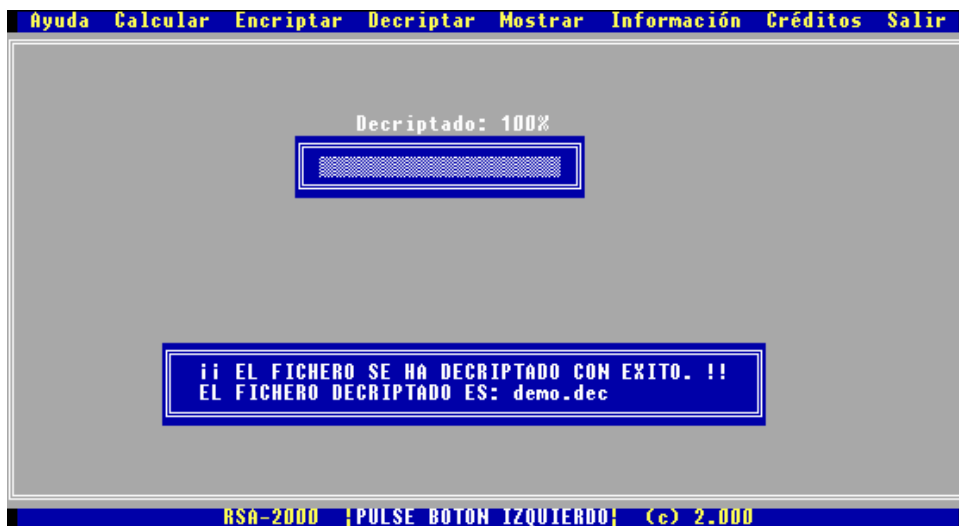 Ayuda Calcular Encriptar Decriptar Mostrar Información Créditos Salir
Decriptado: 100%
¡¡ EL FICHERO SE HA DECRIPTADO CON EXITO. !!
EL FICHERO DECRIPTADO ES: demo.dec
RSA-2000 ¦PULSE BOTON IZQUIERDO¦ (c) 2.000